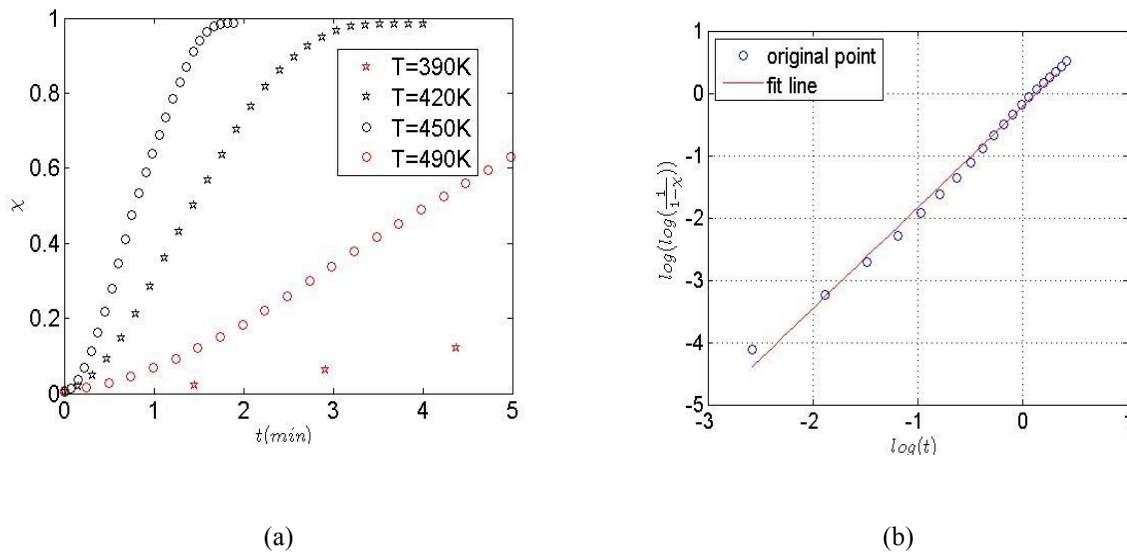 1
0.8
0.6
0.4
0.2
0
χ
0 1 2 3 4 5
t(min)
T=390K
T=420K
T=450K
T=490K
(a)
1
0
-1
-2
-3
-4
-5
log(log(1/(1-χ)))
-3 -2 -1 0 1
log(t)
original point
fit line
(b)